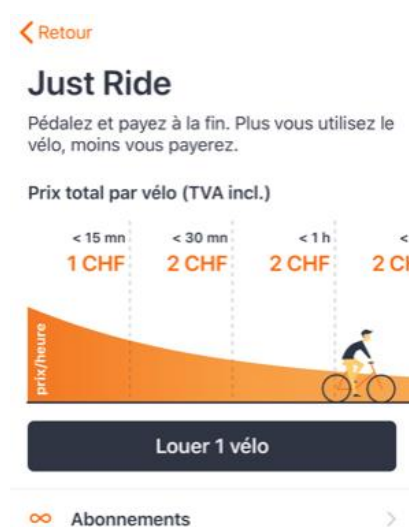 Retour
Just Ride
Pédalez et payez à la fin. Plus vous utilisez le
vélo, moins vous payerez.
Prix total par vélo (TVA incl.)
< 15 mn < 30 mn < 1 h <
1 CHF 2 CHF 2 CHF 2 C
prix/heure
Louer 1 vélo
Abonnements